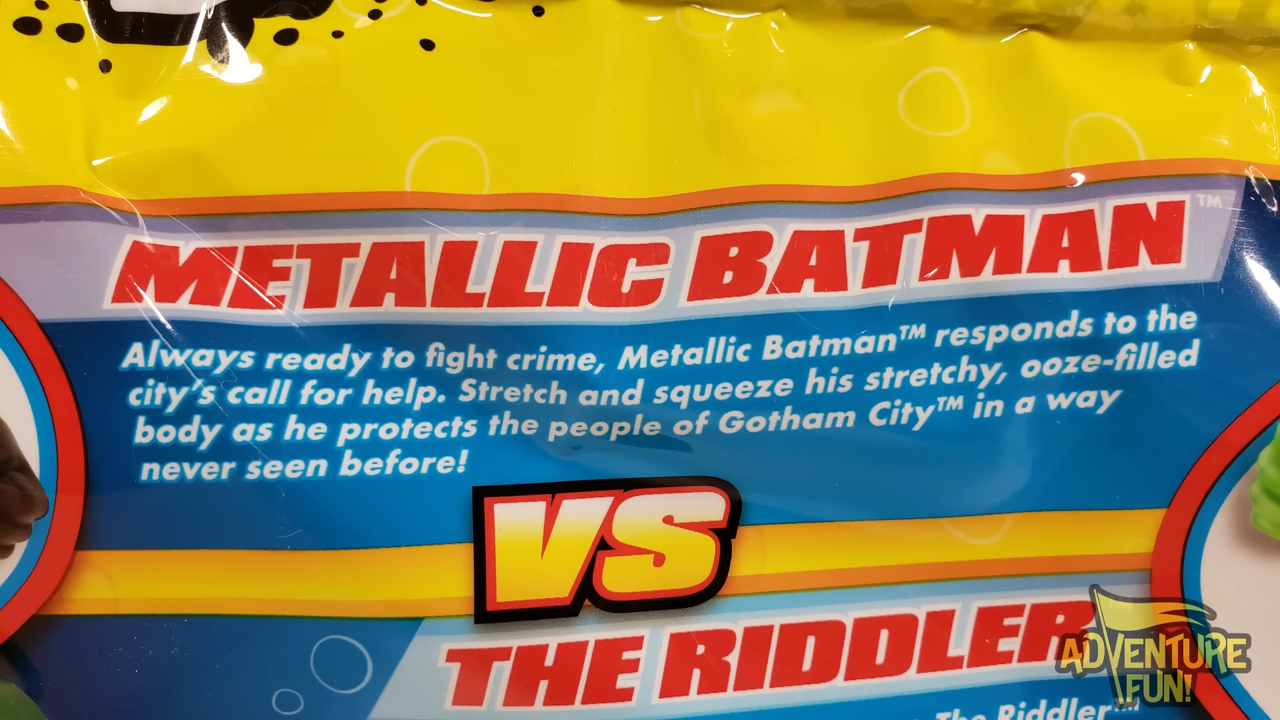 METALLIC BATMAN™
Always ready to fight crime, Metallic Batman™ responds to the
city's call for help. Stretch and squeeze his stretchy, ooze-filled
body as he protects the people of Gotham City™ in a way
never seen before!
VS
THE RIDDLER
The Riddler™
ADVENTURE
FUN!